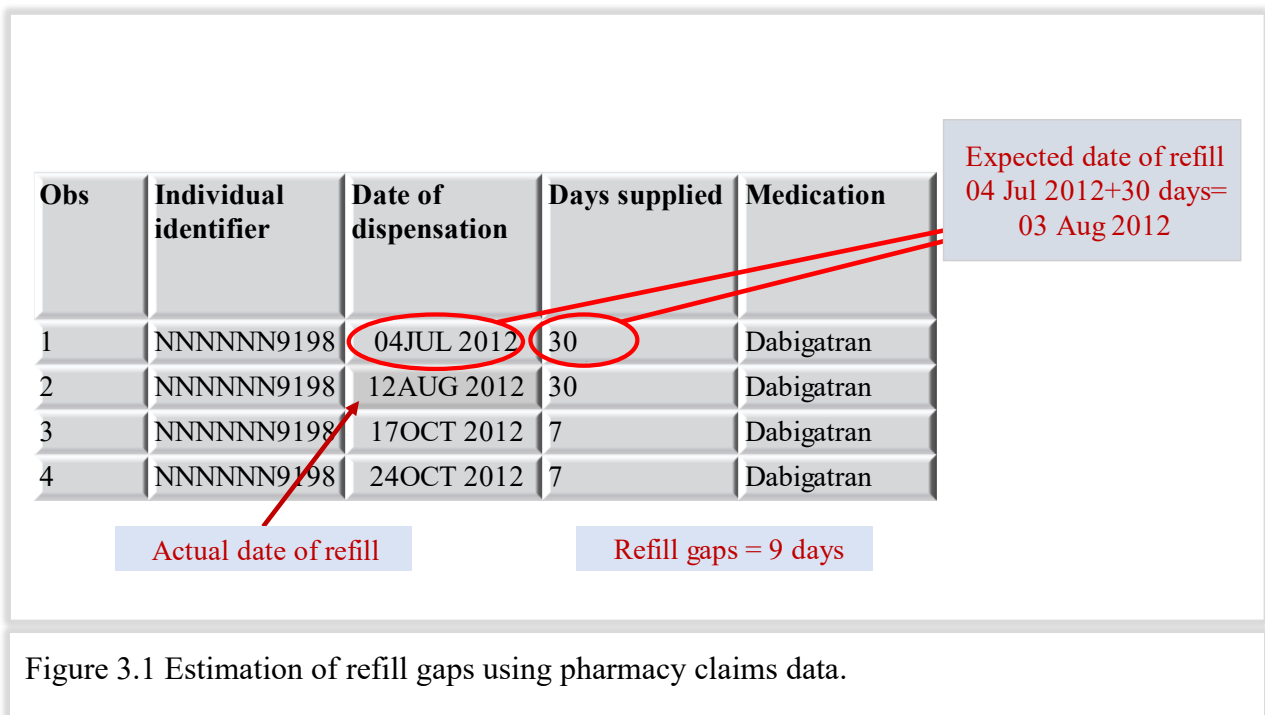 Expected date of refill
04 Jul 2012+30 days=
03 Aug 2012
Obs Individual identifier Date of dispensation Days supplied Medication
1 NNNNNN9198 04JUL 2012 30 Dabigatran
2 NNNNNN9198 12AUG 2012 30 Dabigatran
3 NNNNNN9198 17OCT 2012 7 Dabigatran
4 NNNNNN9198 24OCT 2012 7 Dabigatran
Actual date of refill
Refill gaps = 9 days
Figure 3.1 Estimation of refill gaps using pharmacy claims data.